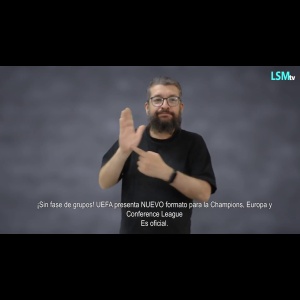 LSMtv
¡Sin fase de grupos! UEFA presenta NUEVO formato para la Champions, Europa y
Conference League
Es oficial.